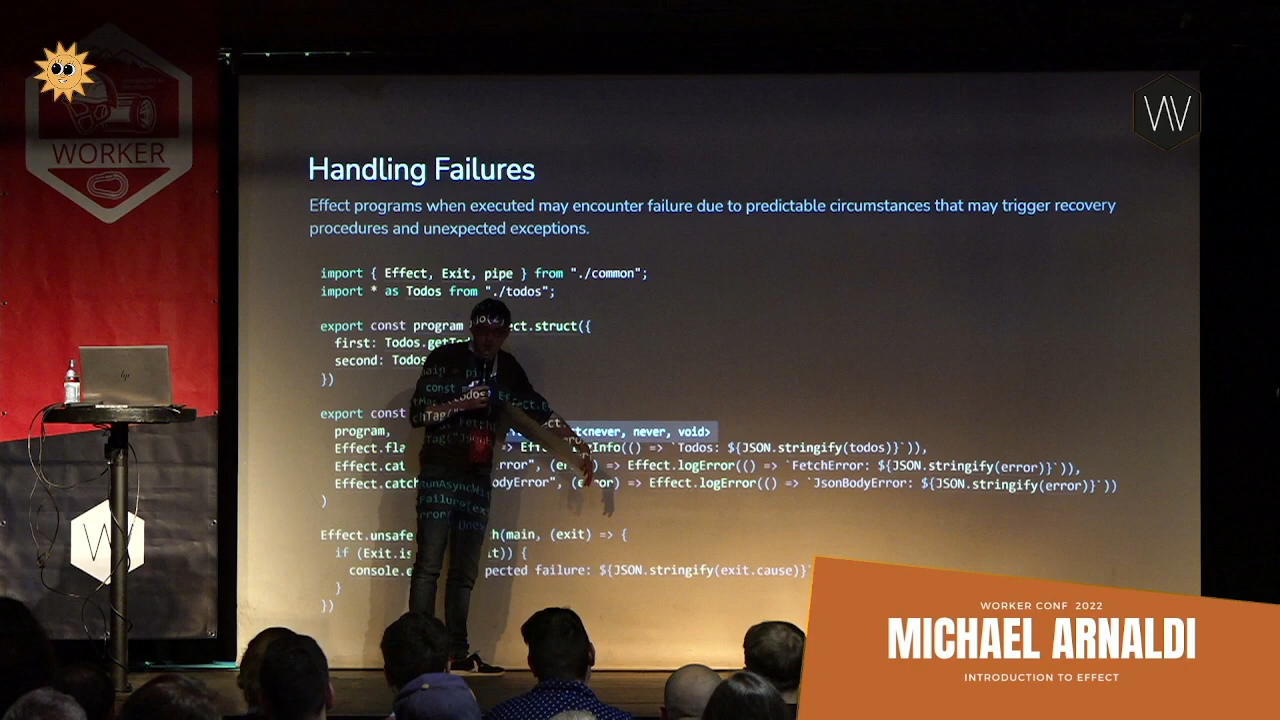 WORKER
W
Handling Failures
Effect programs when executed may encounter failure due to predictable circumstances that may trigger recovery
procedures and unexpected exceptions.
import { Effect, Exit, pipe } from "./common";
import * as Todos from "./todos";
export const program ect.struct({
first: Todos.getTo
second: Todos
})
export const
program, t<never, never, void>
Effect.fla => Eff Info(() => `Todos: ${JSON.stringify(todos)}`)),
Effect.cat rror", (error) => Effect.logError(() => `FetchError: ${JSON.stringify(error)}`)),
Effect.catch odyError", (error) => Effect.logError(() => `JsonBodyError: ${JSON.stringify(error)}`))
)
Effect.unsafe h(main, (exit) => {
if (Exit.is t)) {
console.e pected failure: ${JSON.stringify(exit.cause)}`
}
})
hp
W
WORKER CONF 2022
MICHAEL ARNALDI
INTRODUCTION TO EFFECT